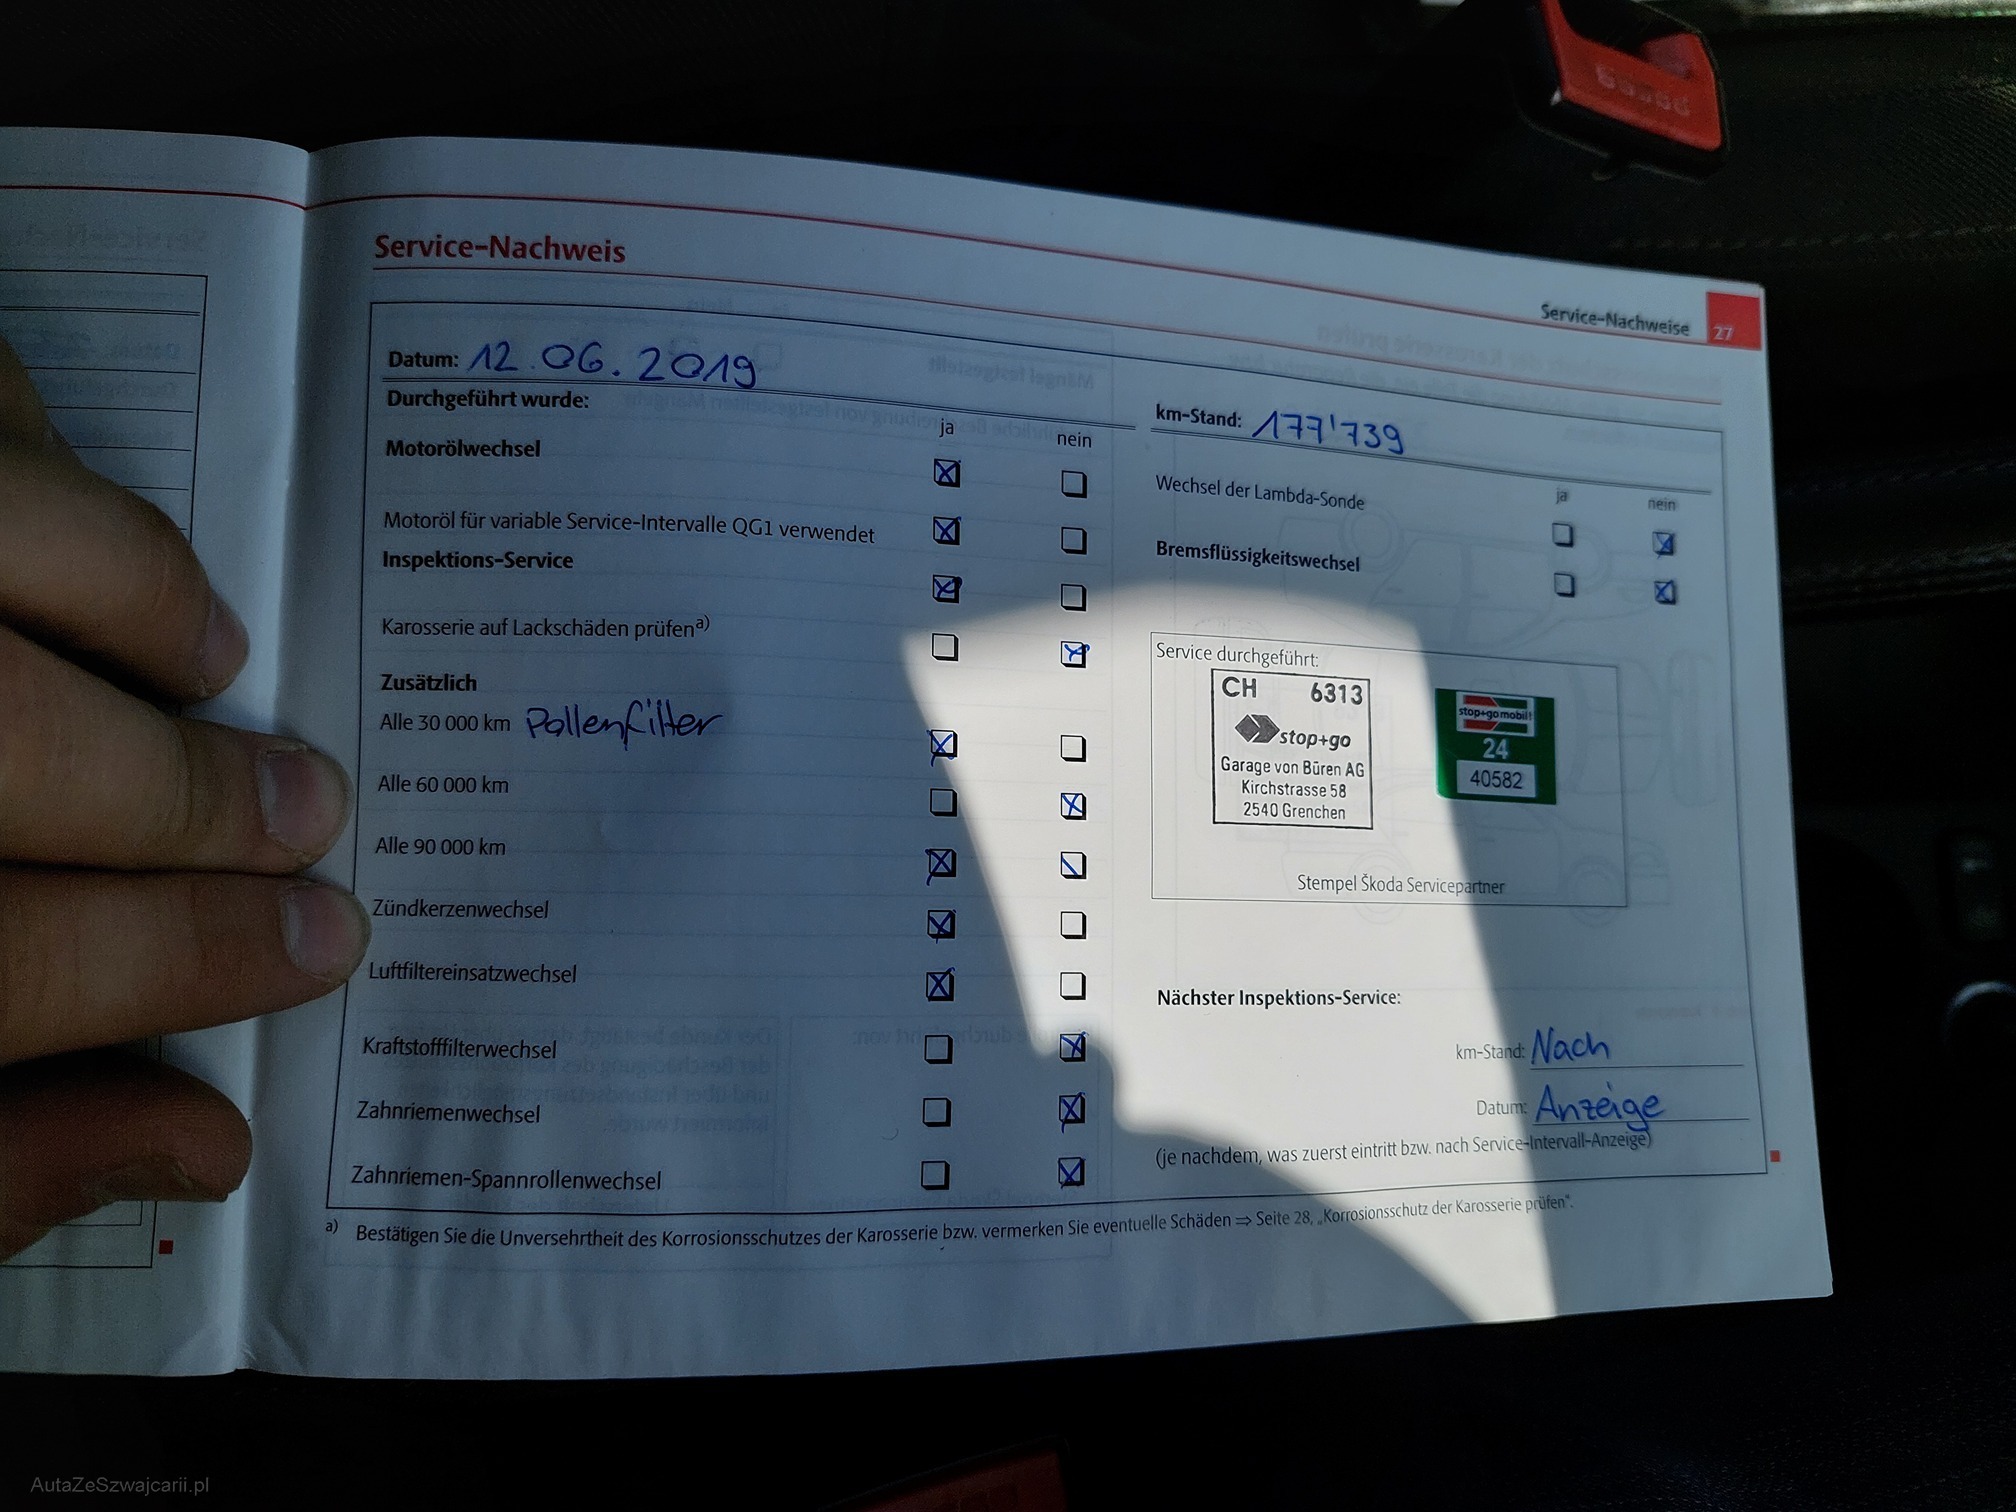 Service-Nachweis
Service-Nachweise 27
Datum: 12.06.2019
Durchgeführt wurde:
ja nein
Motorölwechsel
Motoröl für variable Service-Intervalle QG1 verwendet
Inspektions-Service
Karosserie auf Lackschäden prüfen a)
Zusätzlich
Alle 30 000 km Pollenfilter
Alle 60 000 km
Alle 90 000 km
Zündkerzenwechsel
Luftfiltereinsatzwechsel
Kraftstofffilterwechsel
Zahnriemenwechsel
Zahnriemen-Spannrollenwechsel
km-Stand: 177'739
ja nein
Wechsel der Lambda-Sonde
Bremsflüssigkeitswechsel
Service durchgeführt:
CH 6313
stop+go
Garage von Büren AG
Kirchstrasse 58
2540 Grenchen
stop+go mobil!
24
40582
Stempel Škoda Servicepartner
Nächster Inspektions-Service:
km-Stand: Nach
Datum: Anzeige
(je nachdem, was zuerst eintritt bzw. nach Service-Intervall-Anzeige)
a) Bestätigen Sie die Unversehrtheit des Korrosionsschutzes der Karosserie bzw. vermerken Sie eventuelle Schäden ⇒ Seite 28, „Korrosionsschutz der Karosserie prüfen“.
PRESS
AutaZeSzwajcarii.pl